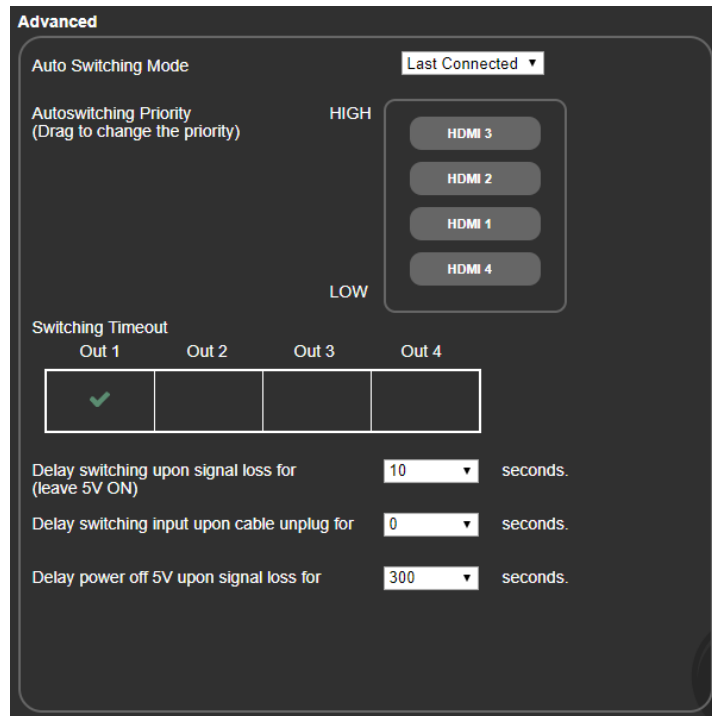 Advanced
Auto Switching Mode
Last Connected
Autoswitching Priority
(Drag to change the priority)
HIGH
HDMI 3
HDMI 2
HDMI 1
HDMI 4
LOW
Switching Timeout
Out 1 Out 2 Out 3 Out 4
Delay switching upon signal loss for 10 seconds.
(leave 5V ON)
Delay switching input upon cable unplug for 0 seconds.
Delay power off 5V upon signal loss for 300 seconds.